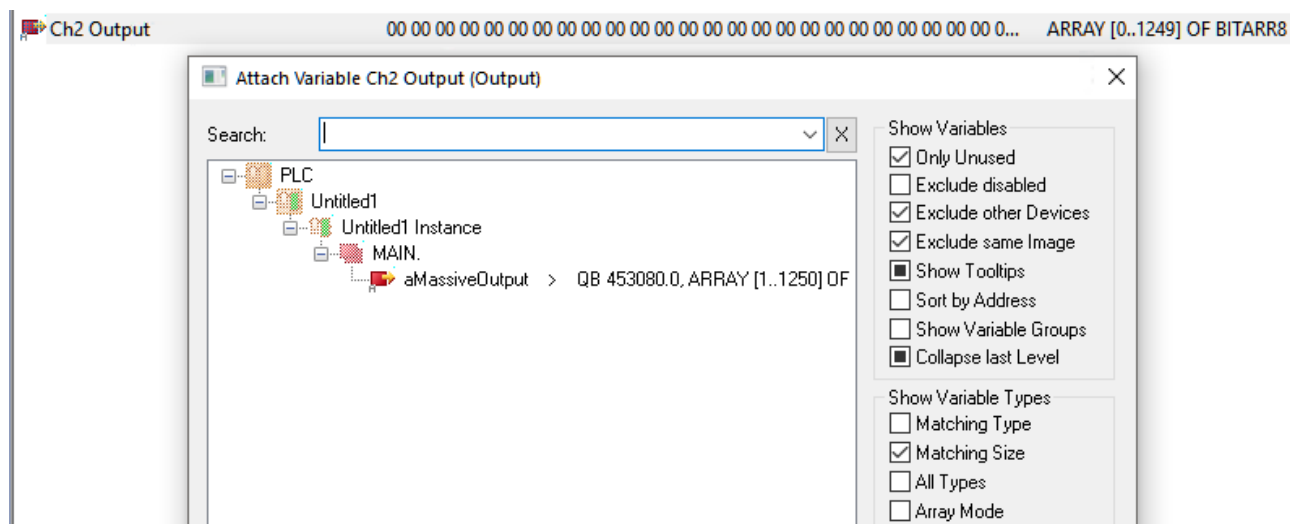 Ch2 Output 00 00 00 00 00 00 00 00 00 00 00 00 00 00 00 00 00 00 00 00 00 00 00 00 00 0... ARRAY [0..1249] OF BITARR8
Attach Variable Ch2 Output (Output)
Search:
Show Variables
Only Unused
Exclude disabled
Exclude other Devices
Exclude same Image
Show Tooltips
Sort by Address
Show Variable Groups
Collapse last Level
Show Variable Types
Matching Type
Matching Size
All Types
Array Mode
PLC
Untitled1
Untitled1 Instance
MAIN.
aMassiveOutput > QB 453080.0, ARRAY [1..1250] OF